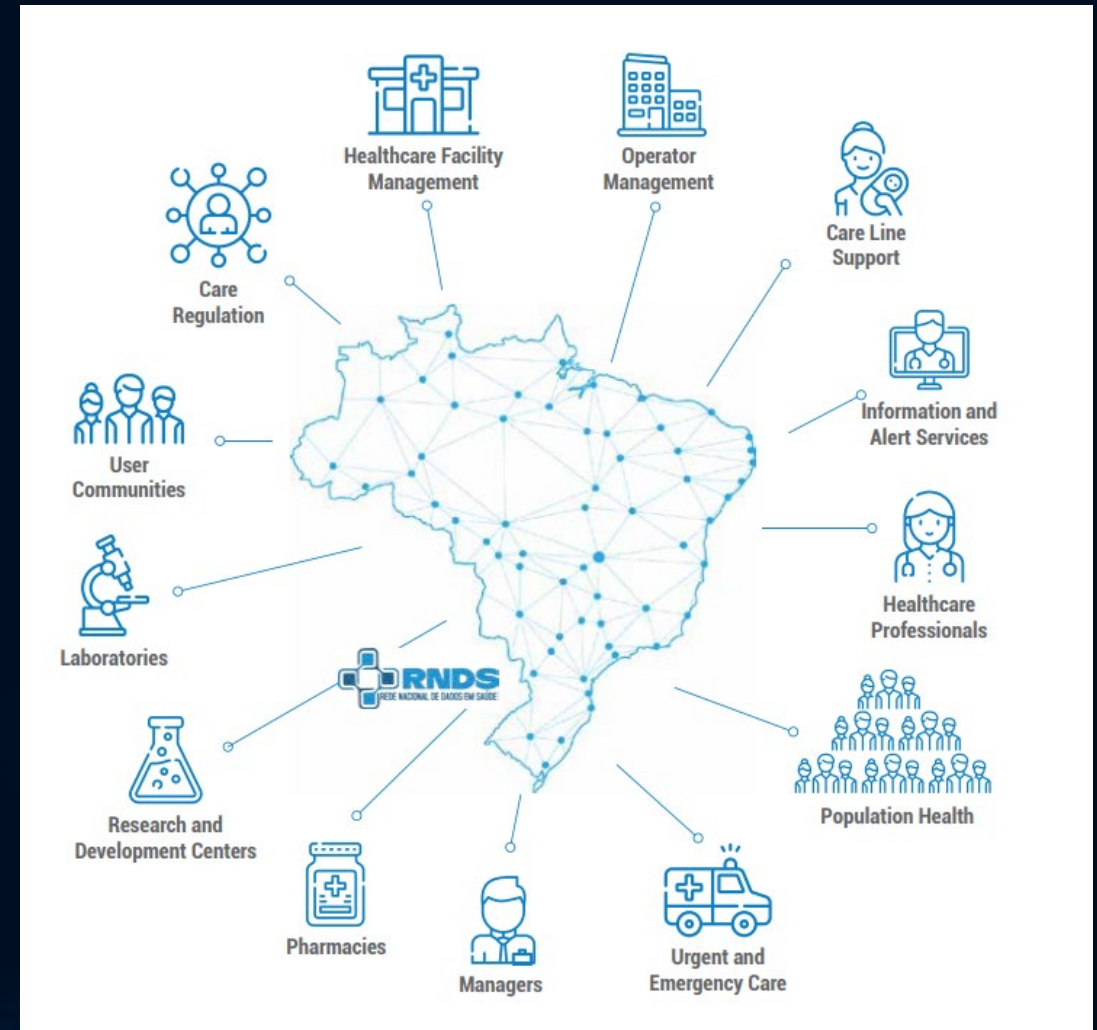 Healthcare Facility
Management
Operator
Management
Care Line
Support
Care
Regulation
Information and
Alert Services
User
Communities
Healthcare
Professionals
Laboratories
RNDS
REDE NACIONAL DE DADOS EM SAÚDE
Population Health
Research and
Development Centers
Pharmacies
Managers
Urgent and
Emergency Care